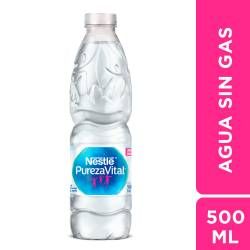 Nestlé
PurezaVital
AGUA SIN GAS
500
ML